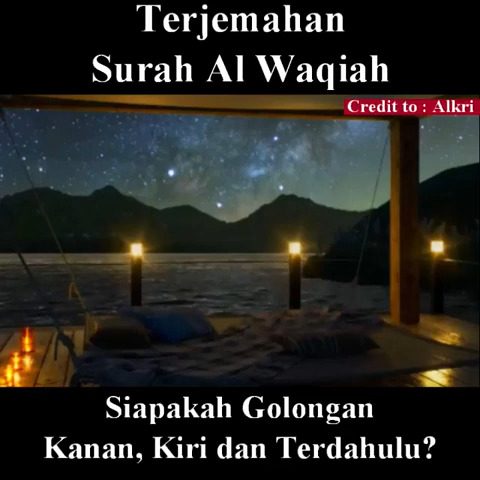 Terjemahan
Surah Al Waqiah
Credit to : Alkri
Siapakah Golongan
Kanan, Kiri dan Terdahulu?